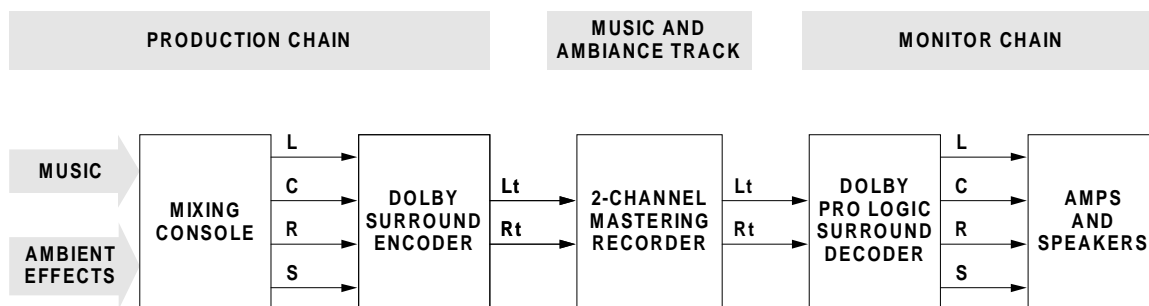 PRODUCTION CHAIN
MUSIC AND
AMBIANCE TRACK
MONITOR CHAIN
MUSIC
AMBIENT
EFFECTS
MIXING
CONSOLE
L
C
R
S
DOLBY
SURROUND
ENCODER
Lt
Rt
2-CHANNEL
MASTERING
RECORDER
Lt
Rt
DOLBY
PRO LOGIC
SURROUND
DECODER
L
C
R
S
AMPS
AND
SPEAKERS